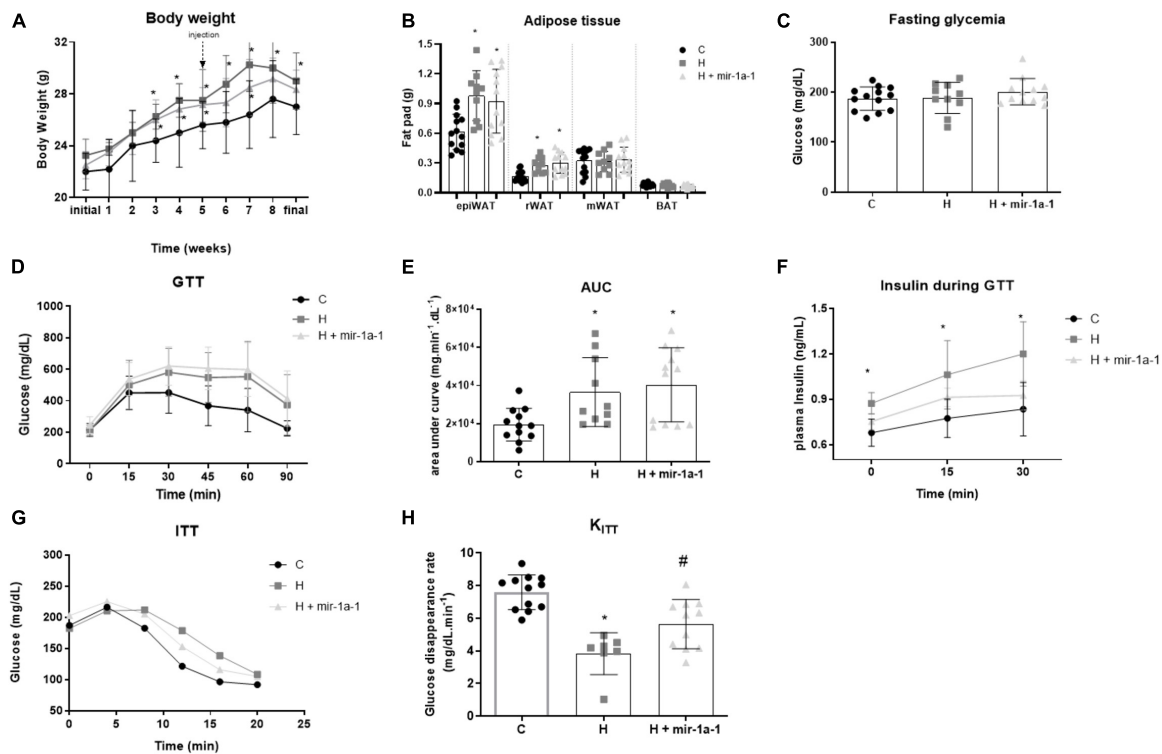 A
Body weight
injection
Body Weight (g)
32
28
24
20
initial 1 2 3 4 5 6 7 8 final
* * * * * * * * * * *
Time (weeks)
B
Adipose tissue
C
H
H + mir-1a-1
Fat pad (g)
1.5
1.2
0.9
0.6
0.3
0.0
* * * *
epiWAT rWAT mWAT BAT
C
Fasting glycemia
Glucose (mg/dL)
300
200
100
0
C H H + mir-1a-1
D
GTT
C
H
H + mir-1a-1
Glucose (mg/dL)
1000
800
600
400
200
0
0 15 30 45 60 90
Time (min)
E
AUC
area under curve (mg.min⁻¹.dL⁻¹)
8×10⁴
6×10⁴
4×10⁴
2×10⁴
0
* *
C H H + mir-1a-1
F
Insulin during GTT
C
H
H + mir-1a-1
plasma Insulin (ng/mL)
1.5
1.2
0.9
0.6
* * *
0 15 30
Time (min)
G
ITT
C
H
H + mir-1a-1
Glucose (mg/dL)
300
250
200
150
100
50
0 5 10 15 20 25
Time (min)
H
K_ITT
Glucose disappearance rate
(mg/dL.min⁻¹)
10
8
6
4
2
0
* #
C H H + mir-1a-1